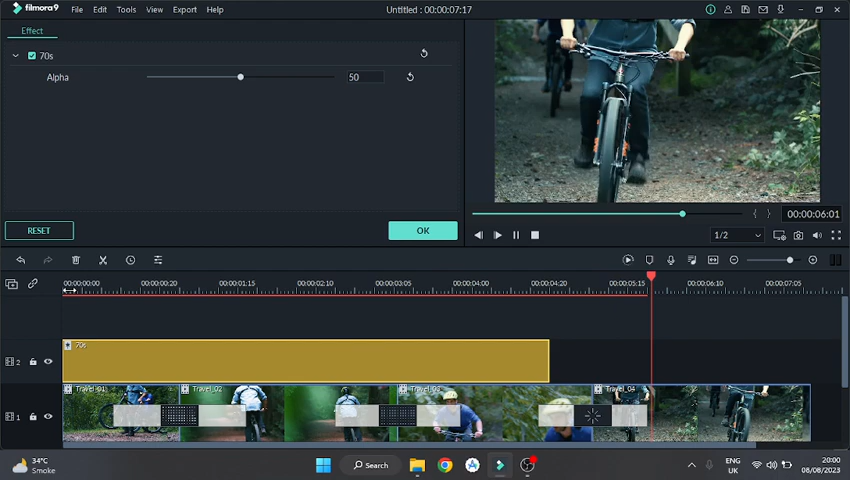 filmora9 File Edit Tools View Export Help Untitled : 00:00:07:17
Effect
70s
Alpha 50
RESET OK
00:00:06:01
1/2
00:00:00:00 00:00:00:20 00:00:01:15 00:00:02:10 00:00:03:05 00:00:04:00 00:00:04:20 00:00:05:15 00:00:06:10 00:00:07:05
2
70s
Travel_01 Travel_02 Travel_03 Travel_04
1
34°C
Smoke
Search
ENG
UK
20:00
08/08/2023